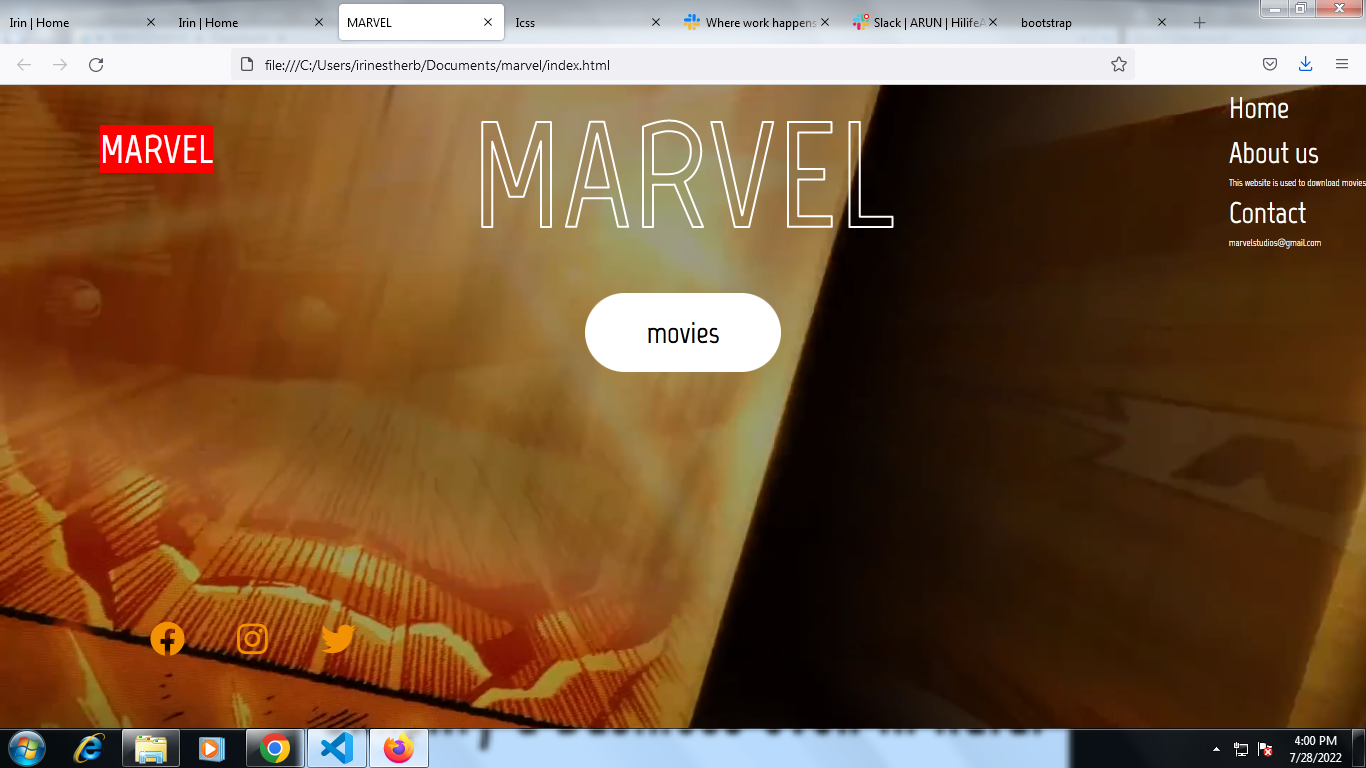 Irin | Home
Irin | Home
MARVEL
Icss
Where work happens
Slack | ARUN | Hilife
bootstrap
file:///C:/Users/irinestherb/Documents/marvel/index.html
MARVEL
MARVEL
Home
About us
This website is used to download movies
Contact
marvelstudios@gmail.com
movies
4:00 PM
7/28/2022